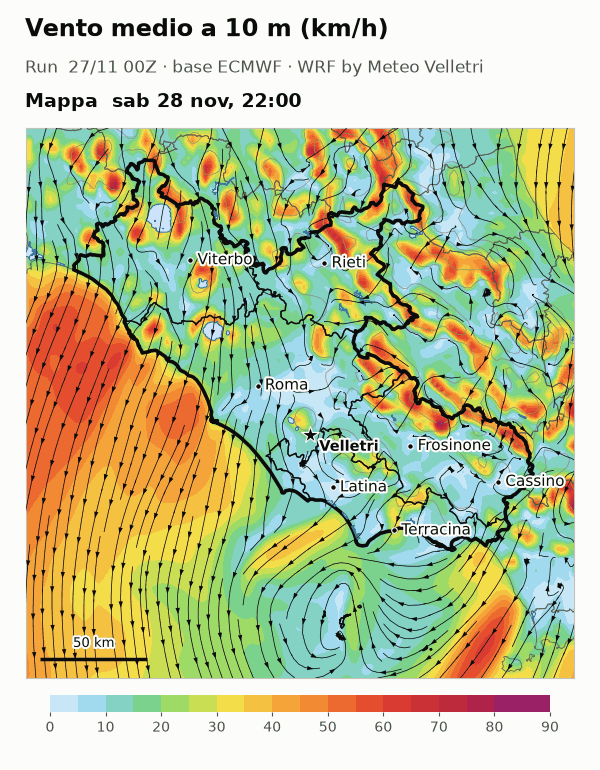 Vento medio a 10 m (km/h)
Run  27/11 00Z · base ECMWF · WRF by Meteo Velletri
Mappa  sab 28 nov, 22:00
Viterbo
Rieti
Roma
Velletri
Frosinone
Cassino
Latina
Terracina
50 km
0 10 20 30 40 50 60 70 80 90